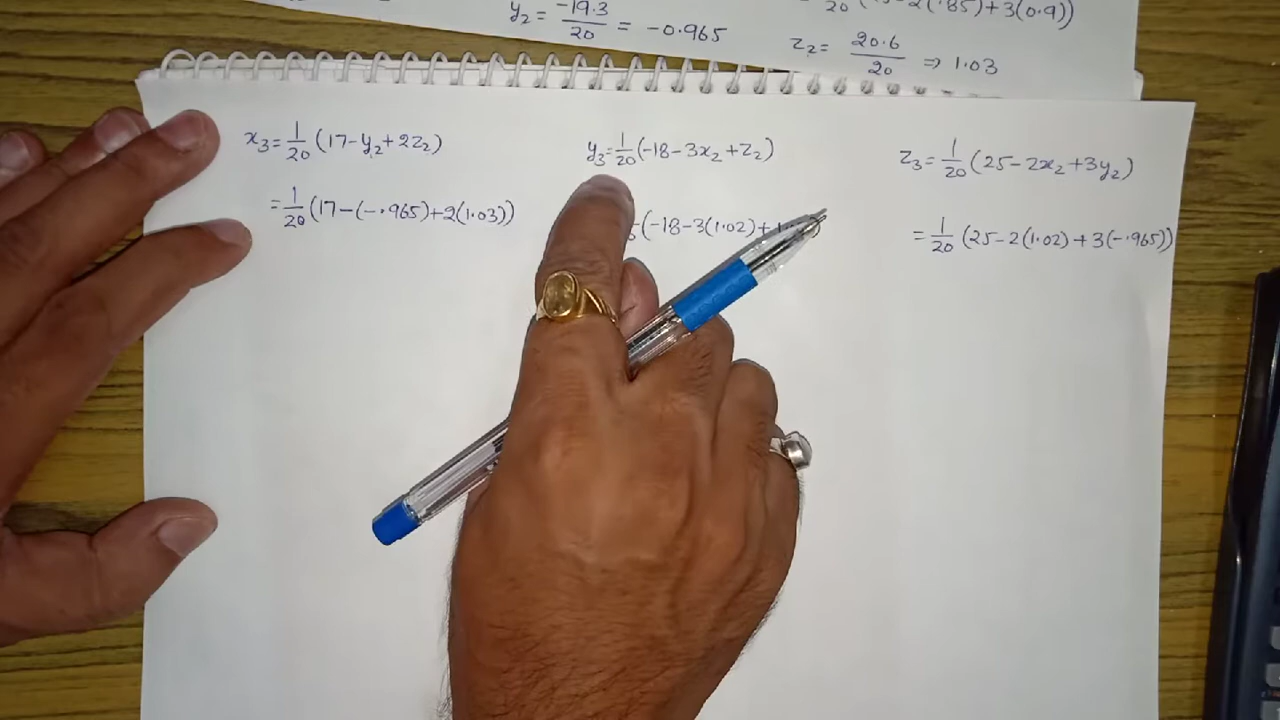 y₂ = -19.3/20 = -0.965
z₂ = 20.6/20 ⇒ 1.03
x₃ = 1/20 (17 - y₂ + 2z₂)
= 1/20 (17 - (-.965) + 2(1.03))
y₃ = 1/20 (-18 - 3x₂ + z₂)
(-18 - 3(1.02) +
z₃ = 1/20 (25 - 2x₂ + 3y₂)
= 1/20 (25 - 2(1.02) + 3(-.965))